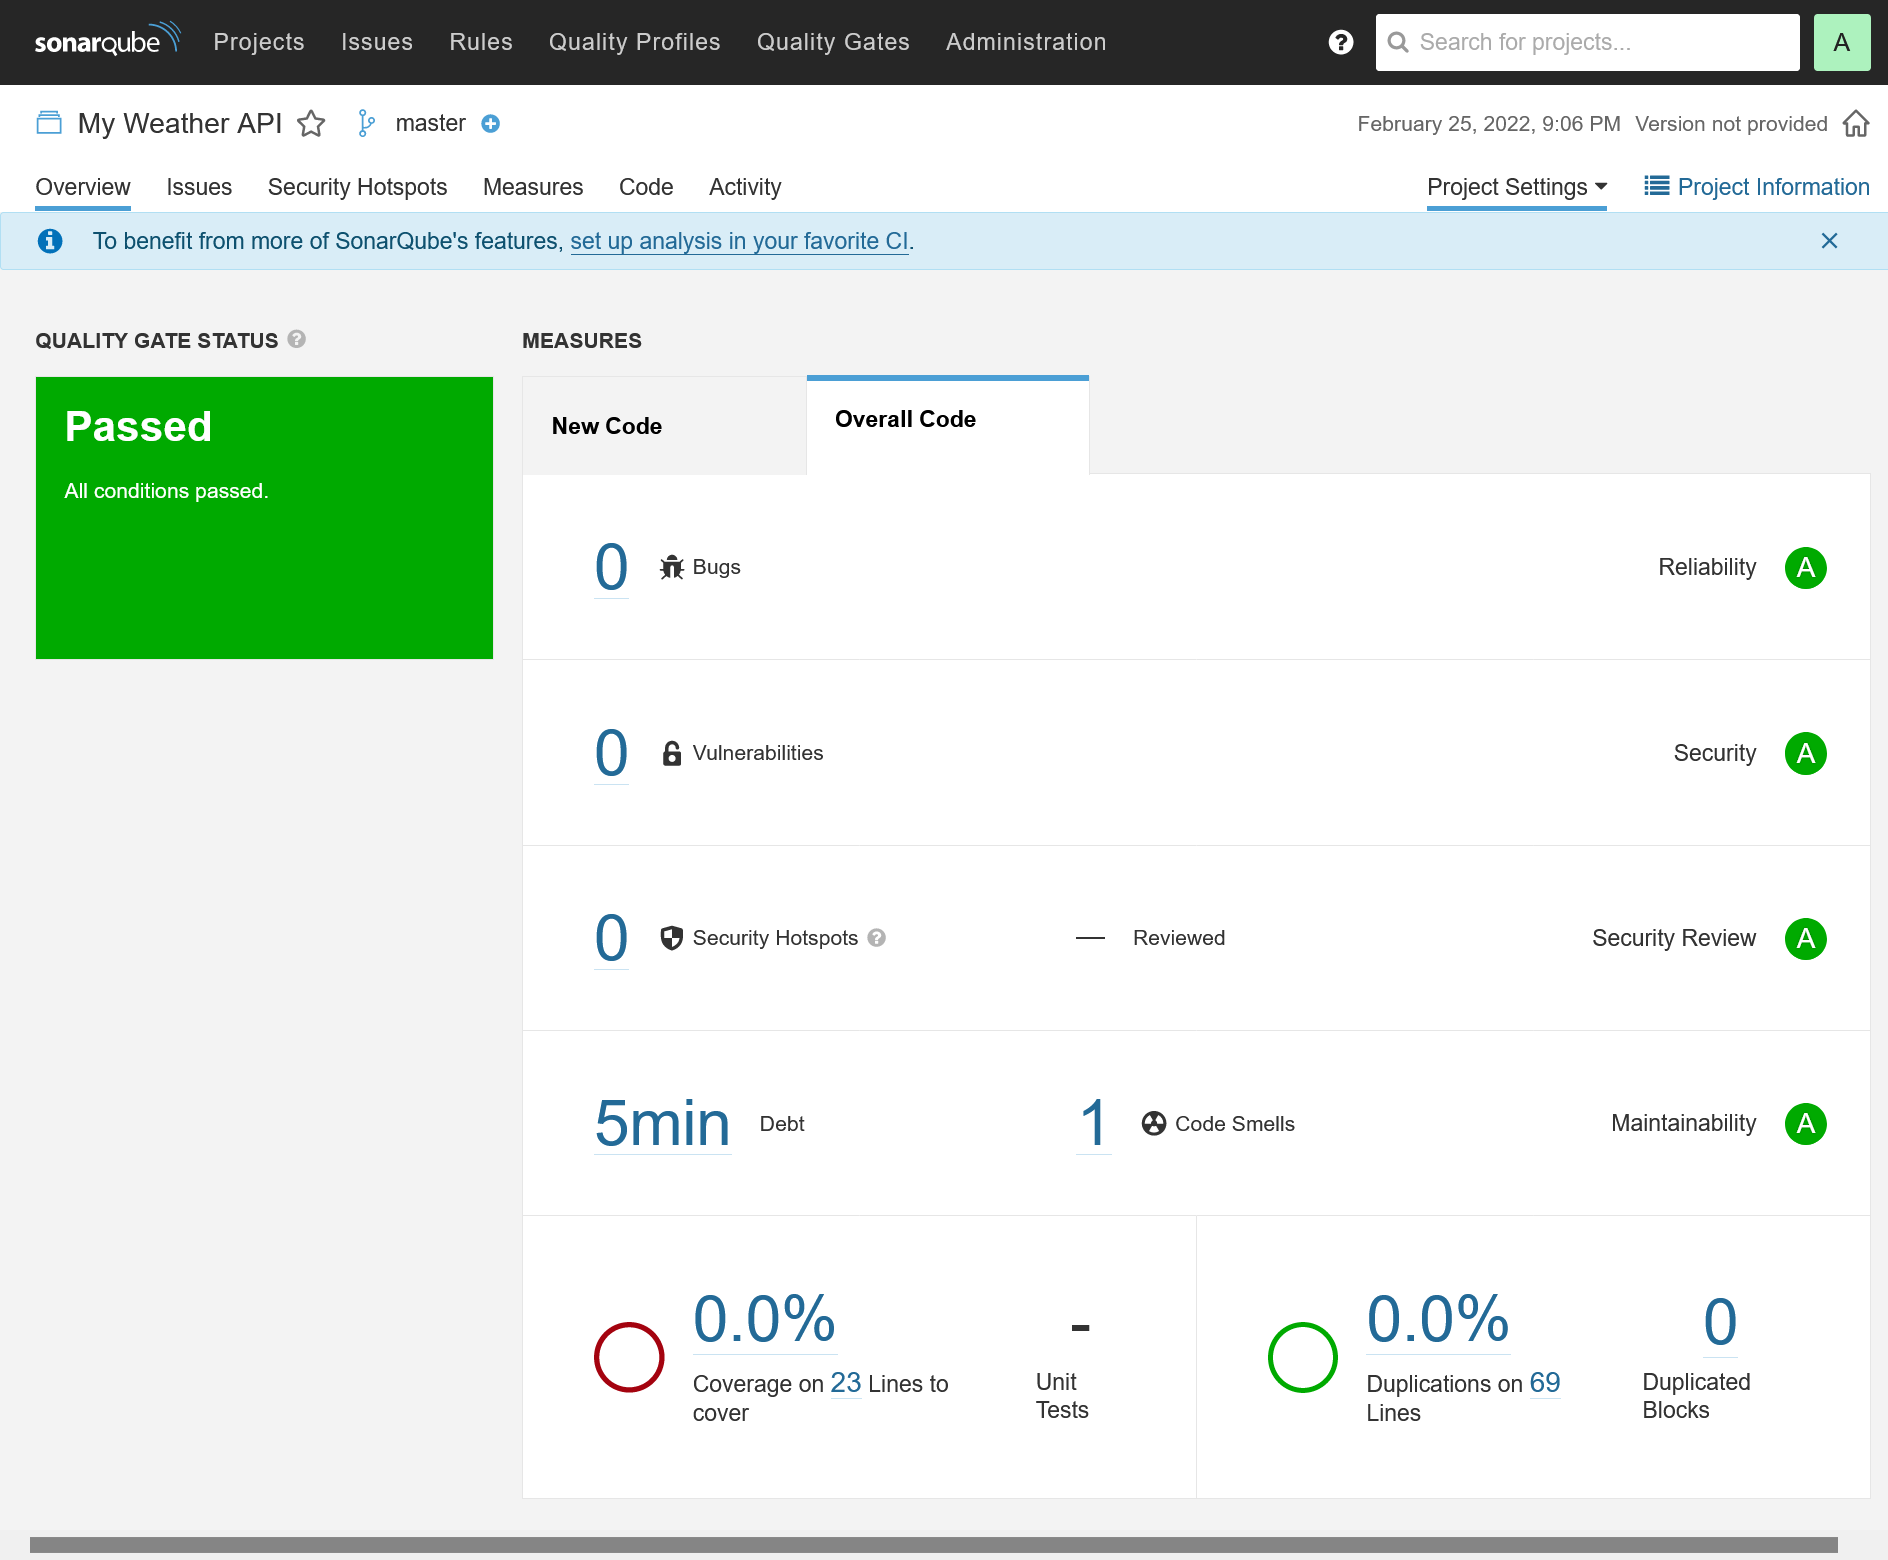 sonarqube Projects Issues Rules Quality Profiles Quality Gates Administration ? Search for projects... A
My Weather API master February 25, 2022, 9:06 PM Version not provided
Overview Issues Security Hotspots Measures Code Activity Project Settings Project Information
To benefit from more of SonarQube's features, set up analysis in your favorite CI.
QUALITY GATE STATUS ?
Passed
All conditions passed.
MEASURES
New Code Overall Code
0 Bugs Reliability A
0 Vulnerabilities Security A
0 Security Hotspots ? — Reviewed Security Review A
5min Debt 1 Code Smells Maintainability A
0.0%
Coverage on 23 Lines to
cover
-
Unit
Tests
0.0%
Duplications on 69
Lines
0
Duplicated
Blocks